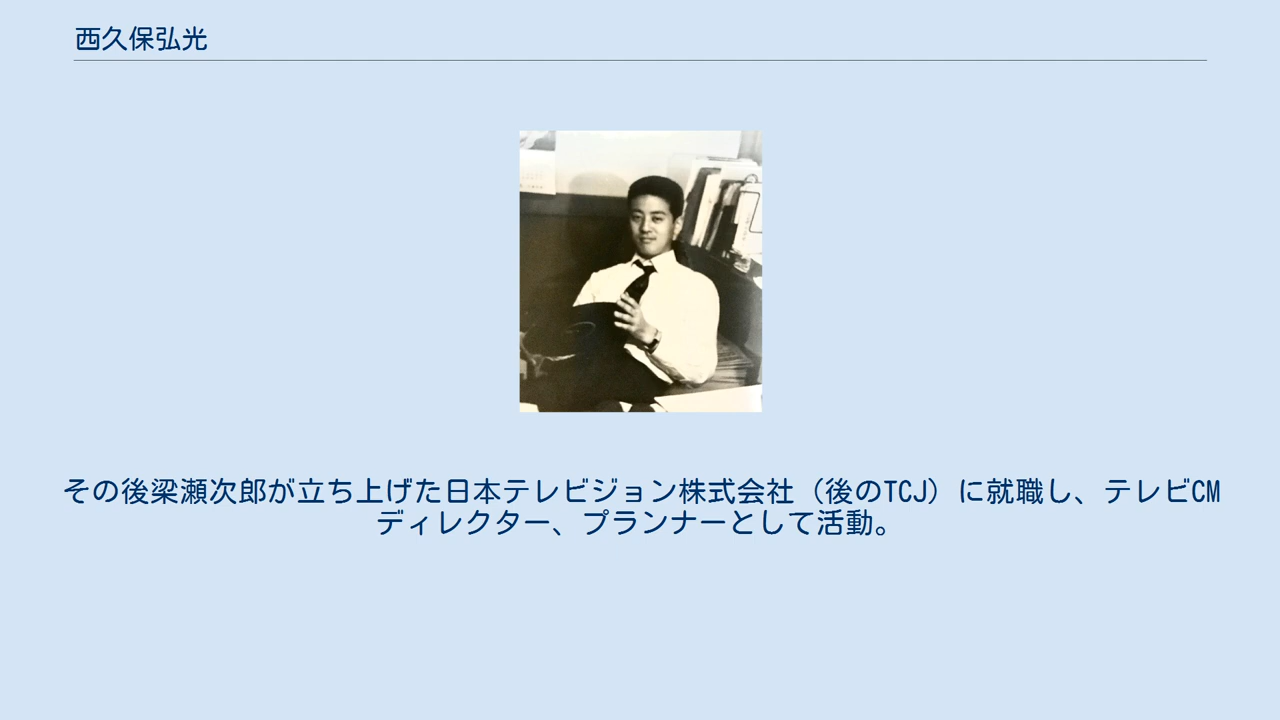 西久保弘光
その後梁瀬次郎が立ち上げた日本テレビジョン株式会社（後のTCJ）に就職し、テレビCM
ディレクター、プランナーとして活動。